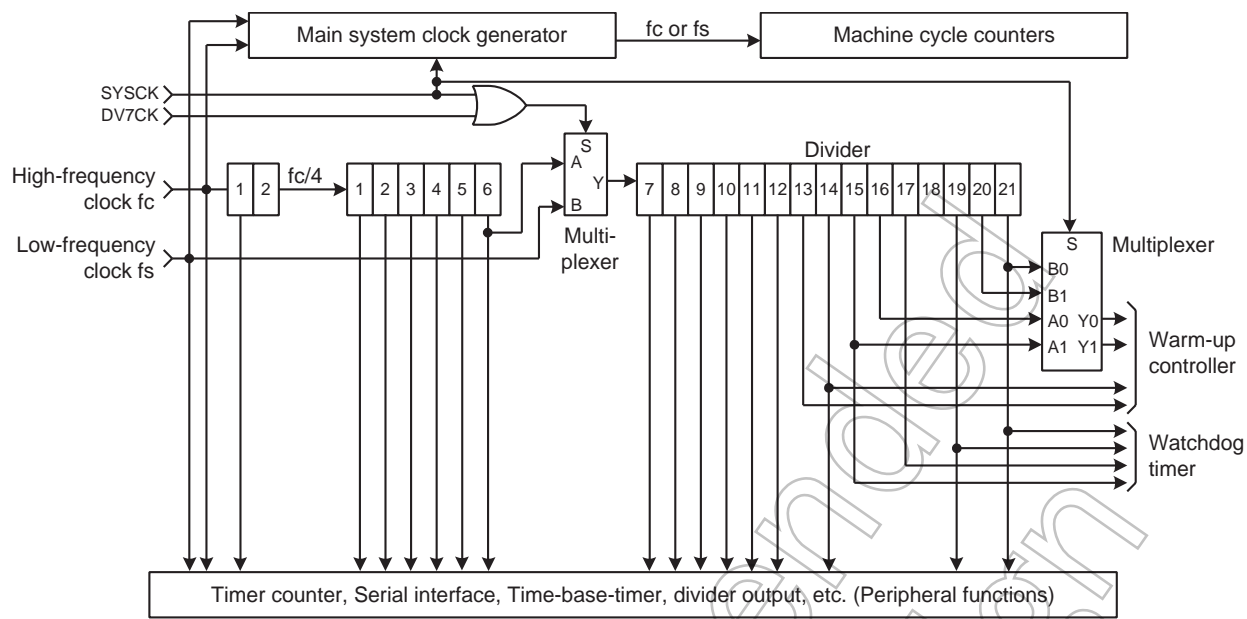 Main system clock generator
fc or fs
Machine cycle counters
SYSCK
DV7CK
S
A
Y
B
Multi-
plexer
High-frequency
clock fc
1 2
fc/4
1 2 3 4 5 6
Divider
7 8 9 10 11 12 13 14 15 16 17 18 19 20 21
Low-frequency
clock fs
S
B0
B1
A0 Y0
A1 Y1
Multiplexer
Warm-up
controller
Watchdog
timer
Timer counter, Serial interface, Time-base-timer, divider output, etc. (Peripheral functions)